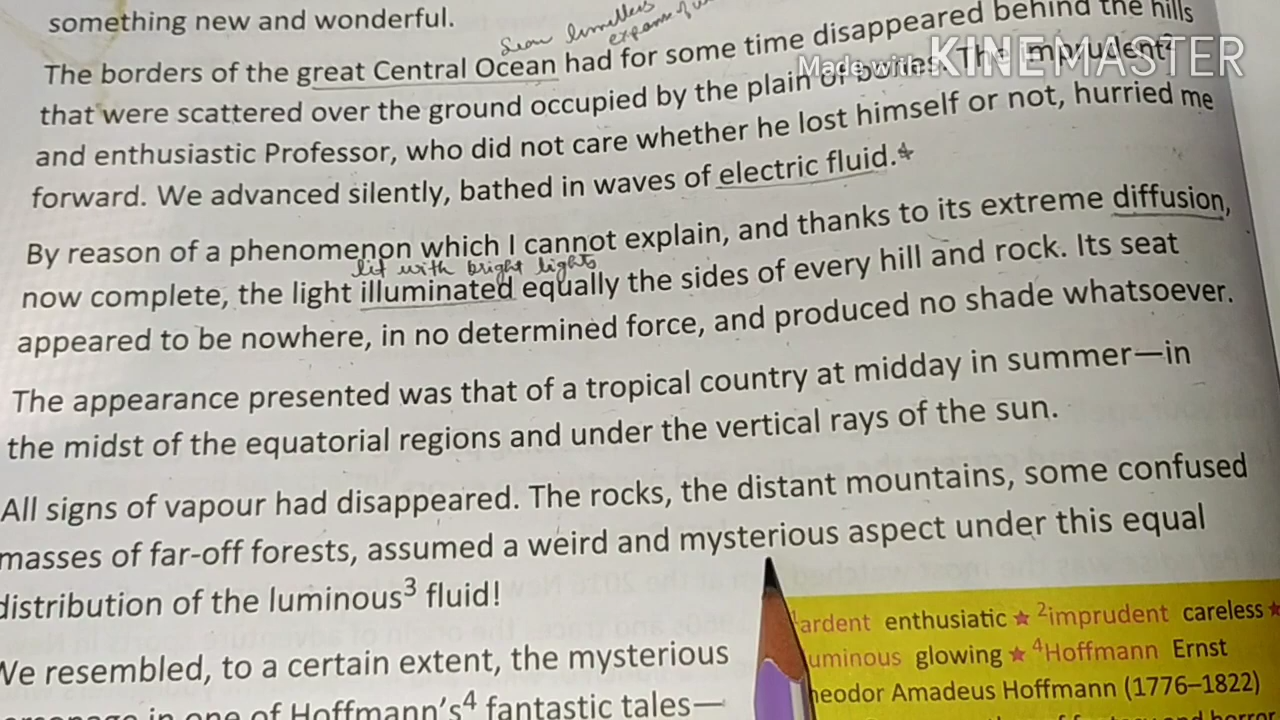 something new and wonderful.
Seem limitless
expanse of
The borders of the great Central Ocean had for some time disappeared behind the hills
Made with KINEMASTER
that were scattered over the ground occupied by the plain of bones. The imprudent²
and enthusiastic Professor, who did not care whether he lost himself or not, hurried me
forward. We advanced silently, bathed in waves of electric fluid.
By reason of a phenomenon which I cannot explain, and thanks to its extreme diffusion,
lit with bright lights
now complete, the light illuminated equally the sides of every hill and rock. Its seat
appeared to be nowhere, in no determined force, and produced no shade whatsoever.
The appearance presented was that of a tropical country at midday in summer—in
the midst of the equatorial regions and under the vertical rays of the sun.
All signs of vapour had disappeared. The rocks, the distant mountains, some confused
masses of far-off forests, assumed a weird and mysterious aspect under this equal
distribution of the luminous³ fluid!
ardent enthusiatic ★ ²imprudent careless ★
We resembled, to a certain extent, the mysterious
uminous glowing ★ ⁴Hoffmann Ernst
heodor Amadeus Hoffmann (1776–1822)
in one of Hoffmann's⁴ fantastic tales—